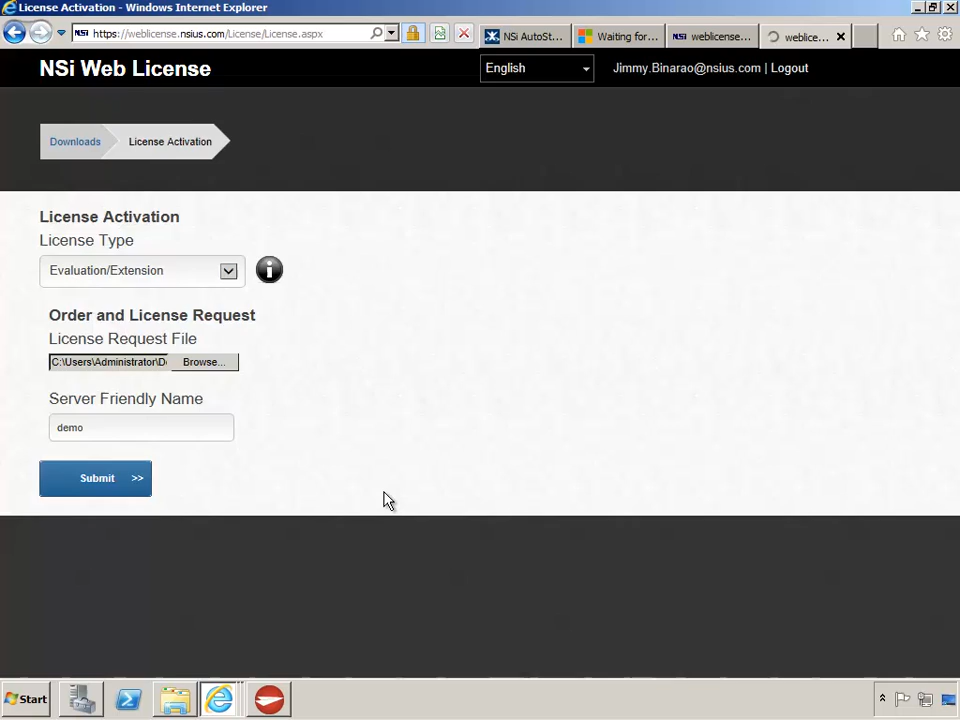 License Activation - Windows Internet Explorer
NSi https://weblicense.nsius.com/License/License.aspx
NSi AutoSt...
Waiting for...
NSi weblicense...
weblice...
NSi Web License
English
Jimmy.Binarao@nsius.com | Logout
Downloads
License Activation
License Activation
License Type
Evaluation/Extension
i
Order and License Request
License Request File
C:\Users\Administrator\D
Browse...
Server Friendly Name
demo
Submit >>
Start